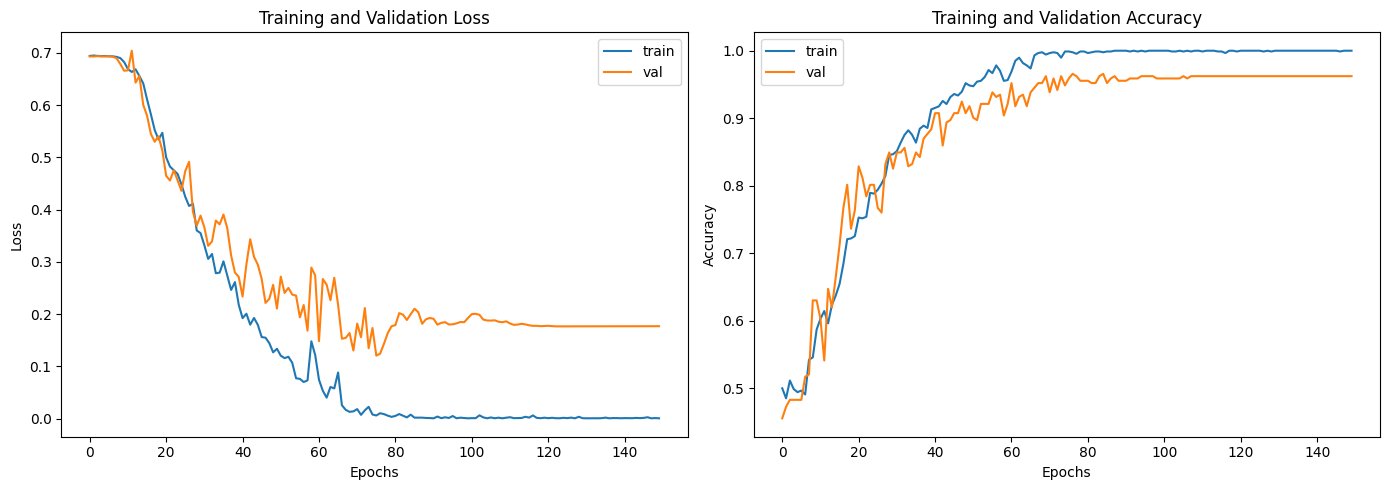 Training and Validation Loss
train
val
0.7
0.6
0.5
0.4
0.3
0.2
0.1
0.0
Loss
0 20 40 60 80 100 120 140
Epochs
Training and Validation Accuracy
train
val
1.0
0.9
0.8
0.7
0.6
0.5
Accuracy
0 20 40 60 80 100 120 140
Epochs